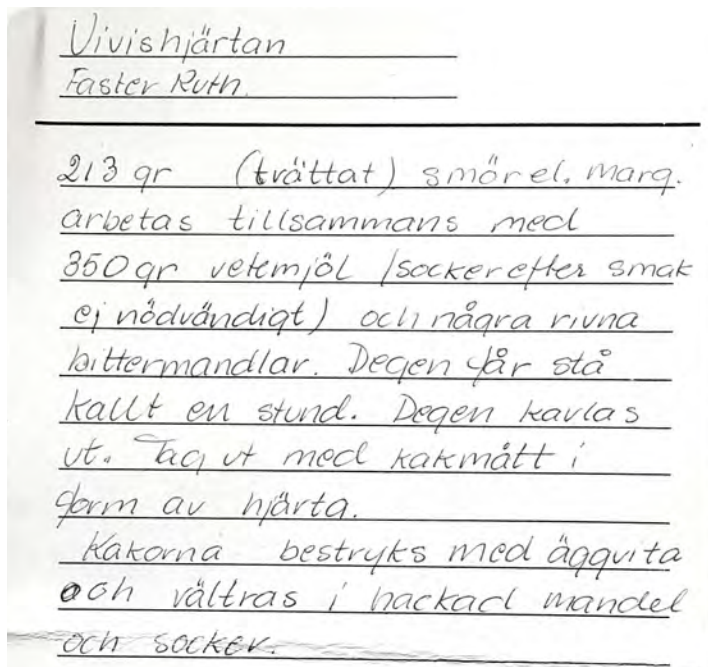 Vivishjärtan
Faster Ruth.
213 gr (tvättat) smör el. marg.
arbetas tillsammans med
350 gr vetemjöl (socker efter smak
ej nödvändigt) och några rivna
bittermandlar. Degen får stå
kallt en stund. Degen kavlas
ut. Tag ut med kakmått i
form av hjärta.
Kakorna bestryks med äggvita
och vältras i hackad mandel
och socker.